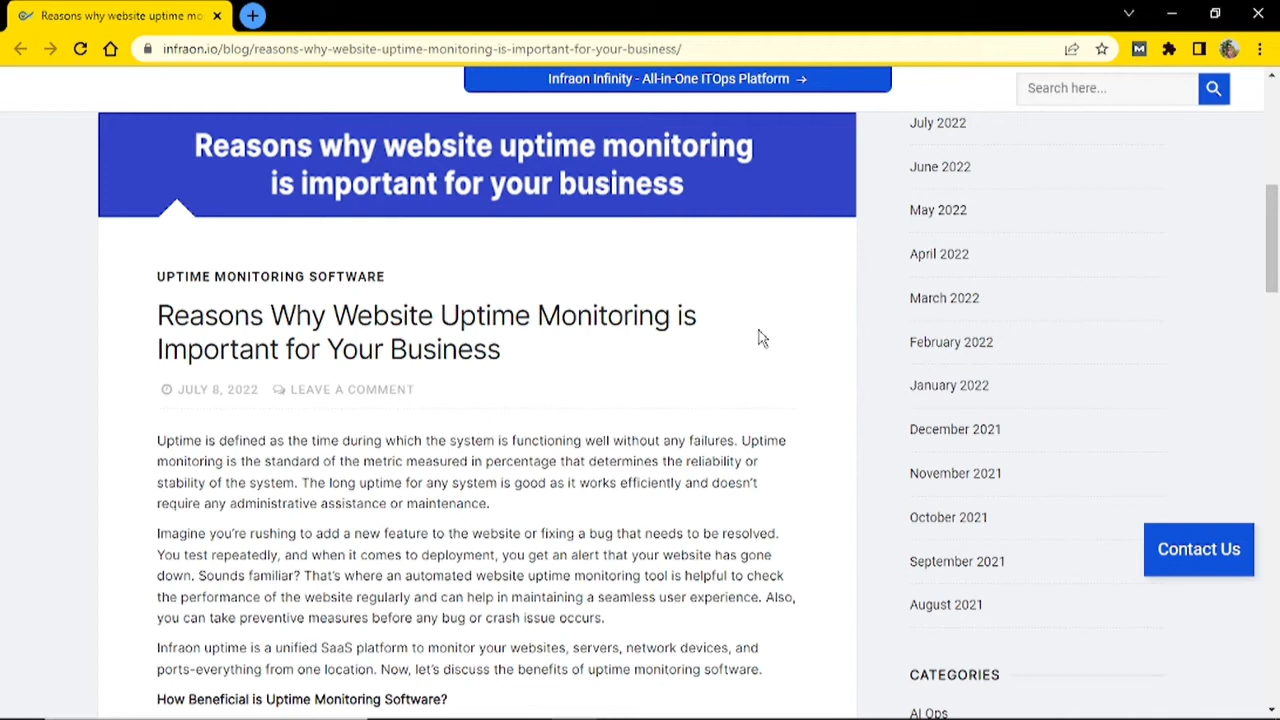 Reasons why website uptime mo
infraon.io/blog/reasons-why-website-uptime-monitoring-is-important-for-your-business/
Infraon Infinity - All-in-One ITOps Platform →
Search here...
Reasons why website uptime monitoring
is important for your business
UPTIME MONITORING SOFTWARE
Reasons Why Website Uptime Monitoring is
Important for Your Business
JULY 8, 2022 LEAVE A COMMENT
Uptime is defined as the time during which the system is functioning well without any failures. Uptime
monitoring is the standard of the metric measured in percentage that determines the reliability or
stability of the system. The long uptime for any system is good as it works efficiently and doesn't
require any administrative assistance or maintenance.
Imagine you're rushing to add a new feature to the website or fixing a bug that needs to be resolved.
You test repeatedly, and when it comes to deployment, you get an alert that your website has gone
down. Sounds familiar? That's where an automated website uptime monitoring tool is helpful to check
the performance of the website regularly and can help in maintaining a seamless user experience. Also,
you can take preventive measures before any bug or crash issue occurs.
Infraon uptime is a unified SaaS platform to monitor your websites, servers, network devices, and
ports-everything from one location. Now, let's discuss the benefits of uptime monitoring software.
How Beneficial is Uptime Monitoring Software?
July 2022
June 2022
May 2022
April 2022
March 2022
February 2022
January 2022
December 2021
November 2021
October 2021
September 2021
August 2021
Contact Us
CATEGORIES
AI Ops